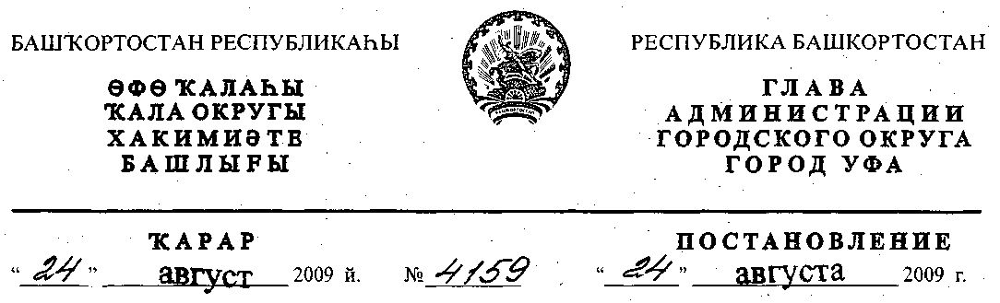 БАШҠОРТОСТАН РЕСПУБЛИКАҺЫ
ӨФӨ ҠАЛАҺЫ
ҠАЛА ОКРУГЫ
ХАКИМИӘТЕ
БАШЛЫҒЫ
РЕСПУБЛИКА БАШКОРТОСТАН
ГЛАВА
АДМИНИСТРАЦИИ
ГОРОДСКОГО ОКРУГА
ГОРОД УФА
БАШКОРТОСТАН
ҠАРАР
ПОСТАНОВЛЕНИЕ
“ 24 ” август 2009 й. № 4159 “ 24 ” августа 2009 г.